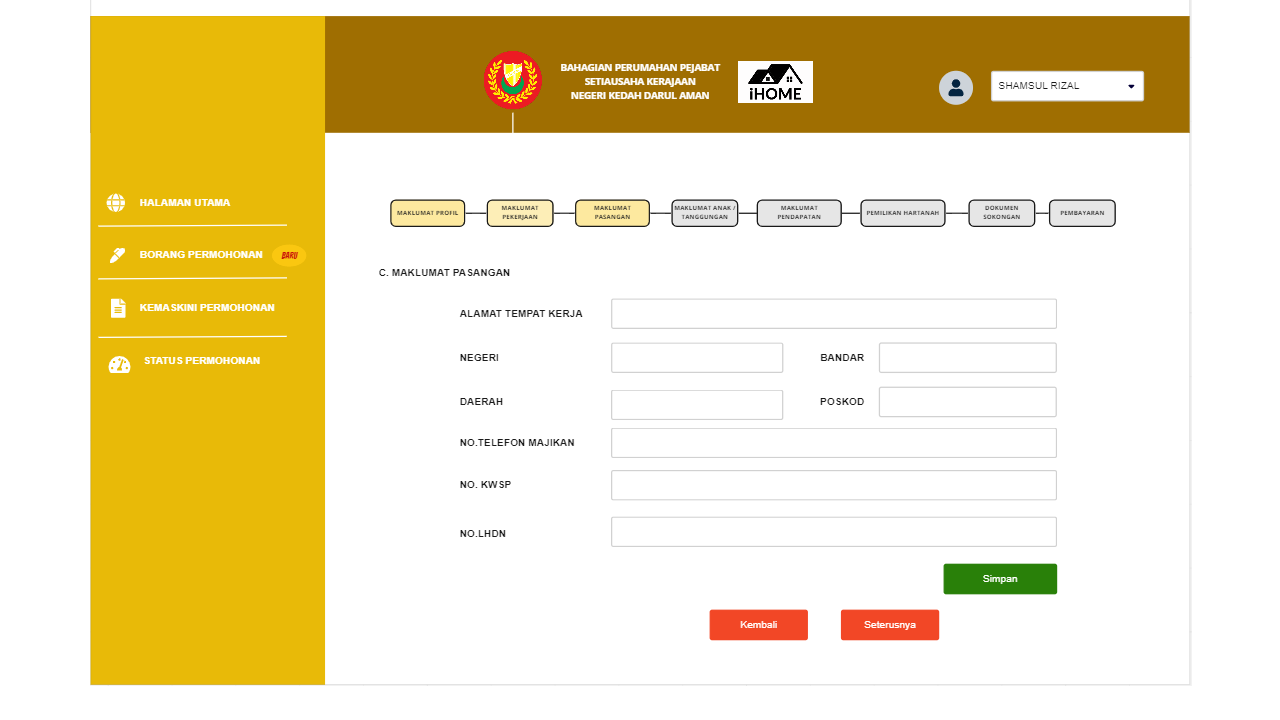 BAHAGIAN PERUMAHAN PEJABAT
SETIAUSAHA KERAJAAN
NEGERI KEDAH DARUL AMAN
iHOME
SHAMSUL RIZAL
HALAMAN UTAMA
BORANG PERMOHONAN
BARU
KEMASKINI PERMOHONAN
STATUS PERMOHONAN
MAKLUMAT PROFIL
MAKLUMAT
PEKERJAAN
MAKLUMAT
PASANGAN
MAKLUMAT ANAK /
TANGGUNGAN
MAKLUMAT
PENDAPATAN
PEMILIKAN HARTANAH
DOKUMEN
SOKONGAN
PEMBAYARAN
C. MAKLUMAT PASANGAN
ALAMAT TEMPAT KERJA
NEGERI
BANDAR
DAERAH
POSKOD
NO.TELEFON MAJIKAN
NO. KWSP
NO.LHDN
Simpan
Kembali
Seterusnya